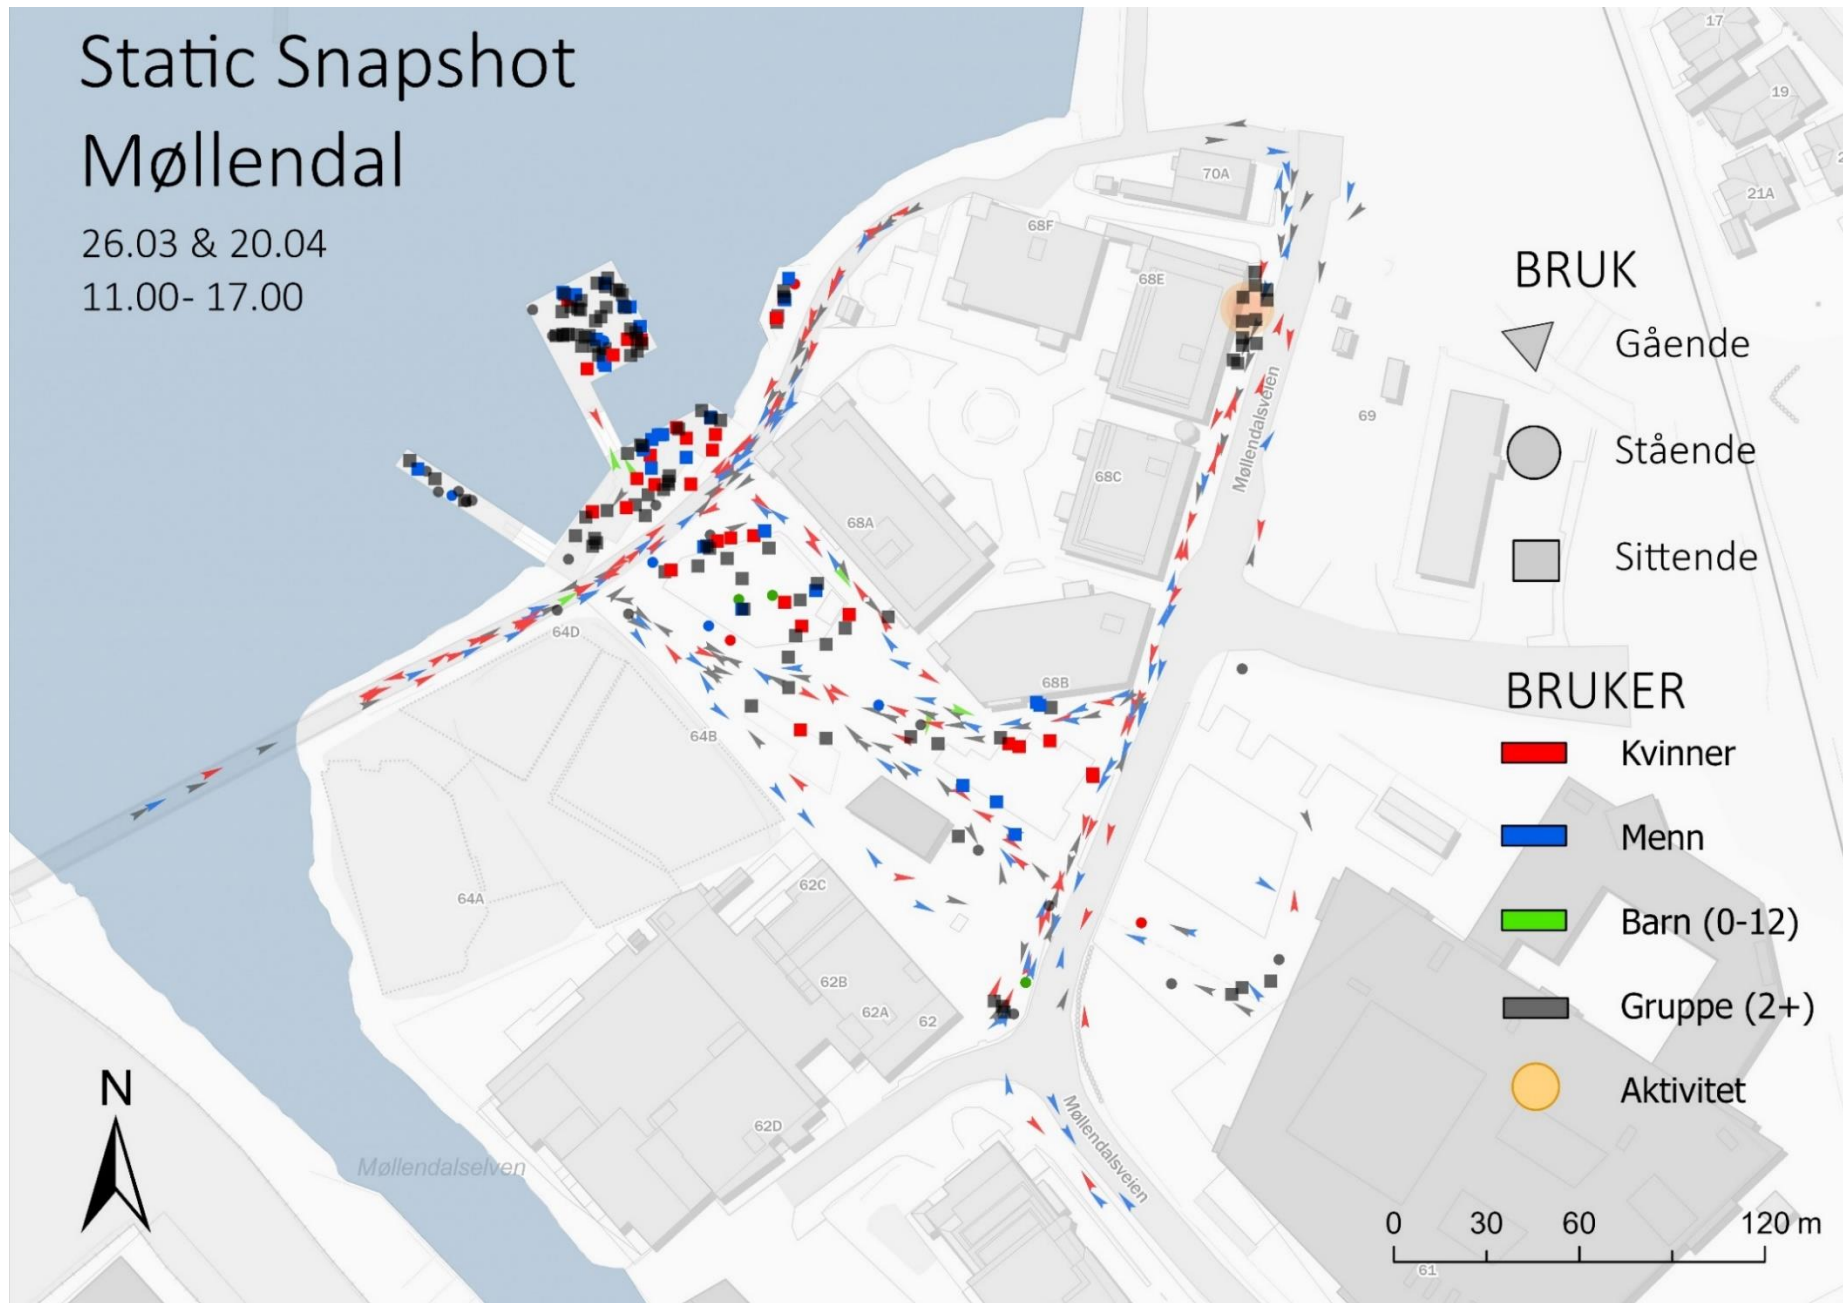 Static Snapshot
Møllendal
26.03 & 20.04
11.00- 17.00
17
19
21A
70A
68F
68E
BRUK
Gående
Stående
Sittende
69
Møllendalsveien
68C
68A
68B
64D
64B
64A
BRUKER
Kvinner
Menn
Barn (0-12)
Gruppe (2+)
Aktivitet
62C
62B
62A
62
62D
N
Møllendalselven
Møllendalsveien
0 30 60 120 m
61